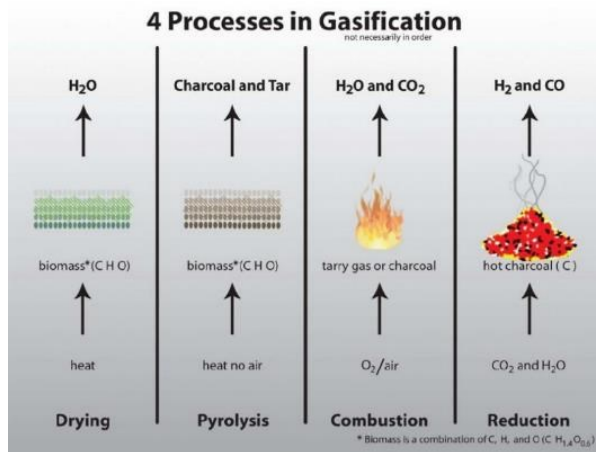 4 Processes in Gasification
not necessarily in order
H₂O
Charcoal and Tar
H₂O and CO₂
H₂ and CO
biomass*(C H O)
biomass*(C H O)
tarry gas or charcoal
hot charcoal ( C )
heat
heat no air
O₂/air
CO₂ and H₂O
Drying
Pyrolysis
Combustion
Reduction
* Biomass is a combination of C, H, and O (C H₁.₄O₀.₆)